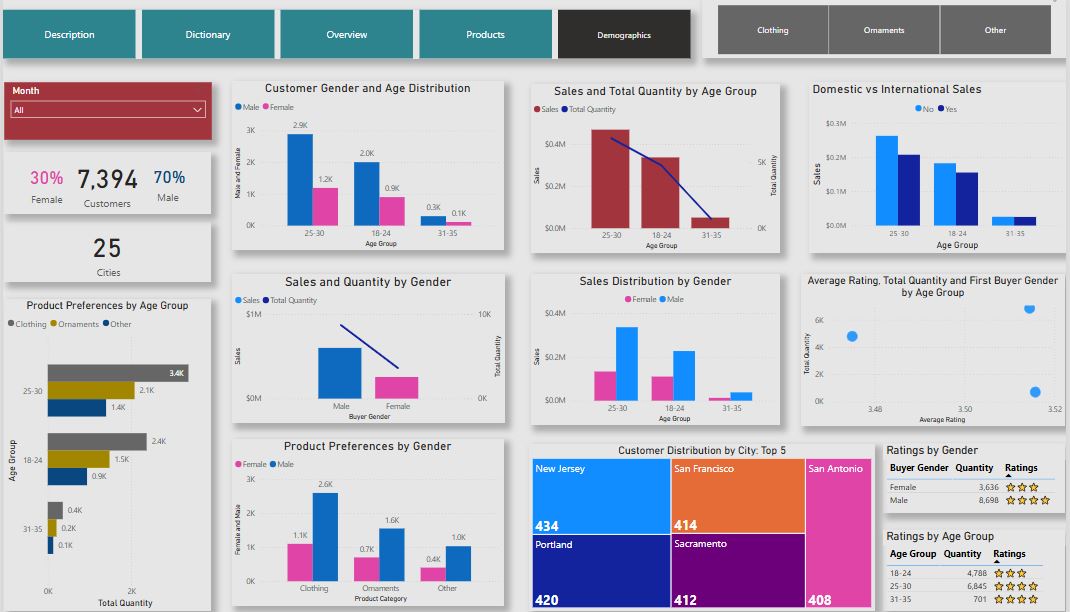 Description
Dictionary
Overview
Products
Demographics
Clothing
Ornaments
Other
Month
All
30%
Female
7,394
Customers
70%
Male
25
Cities
Product Preferences by Age Group
Clothing Ornaments Other
Age Group
25-30
3.4K
2.1K
1.4K
18-24
2.4K
1.5K
0.9K
31-35
0.4K
0.2K
0.1K
0K 2K
Total Quantity
Customer Gender and Age Distribution
Male Female
Male and Female
3K
2K
1K
0K
2.9K
1.2K
2.0K
0.9K
0.3K
0.1K
25-30 18-24 31-35
Age Group
Sales and Total Quantity by Age Group
Sales Total Quantity
Sales
$0.4M
$0.2M
$0.0M
5K
0K
Total Quantity
25-30 18-24 31-35
Age Group
Domestic vs International Sales
No Yes
Sales
$0.3M
$0.2M
$0.1M
$0.0M
25-30 18-24 31-35
Age Group
Sales and Quantity by Gender
Sales Total Quantity
Sales
$1M
$0M
10K
0K
Total Quantity
Male Female
Buyer Gender
Sales Distribution by Gender
Female Male
Sales
$0.4M
$0.2M
$0.0M
25-30 18-24 31-35
Age Group
Average Rating, Total Quantity and First Buyer Gender
by Age Group
Total Quantity
6K
4K
2K
0K
3.48 3.50 3.52
Average Rating
Product Preferences by Gender
Female Male
Female and Male
3K
2K
1K
0K
1.1K
2.6K
0.7K
1.6K
0.4K
1.0K
Clothing Ornaments Other
Product Category
Customer Distribution by City: Top 5
New Jersey
434
Portland
420
San Francisco
414
Sacramento
412
San Antonio
408
Ratings by Gender
Buyer Gender Quantity Ratings
Female 3,636
Male 8,698
Ratings by Age Group
Age Group Quantity Ratings
18-24 4,788
25-30 6,845
31-35 701